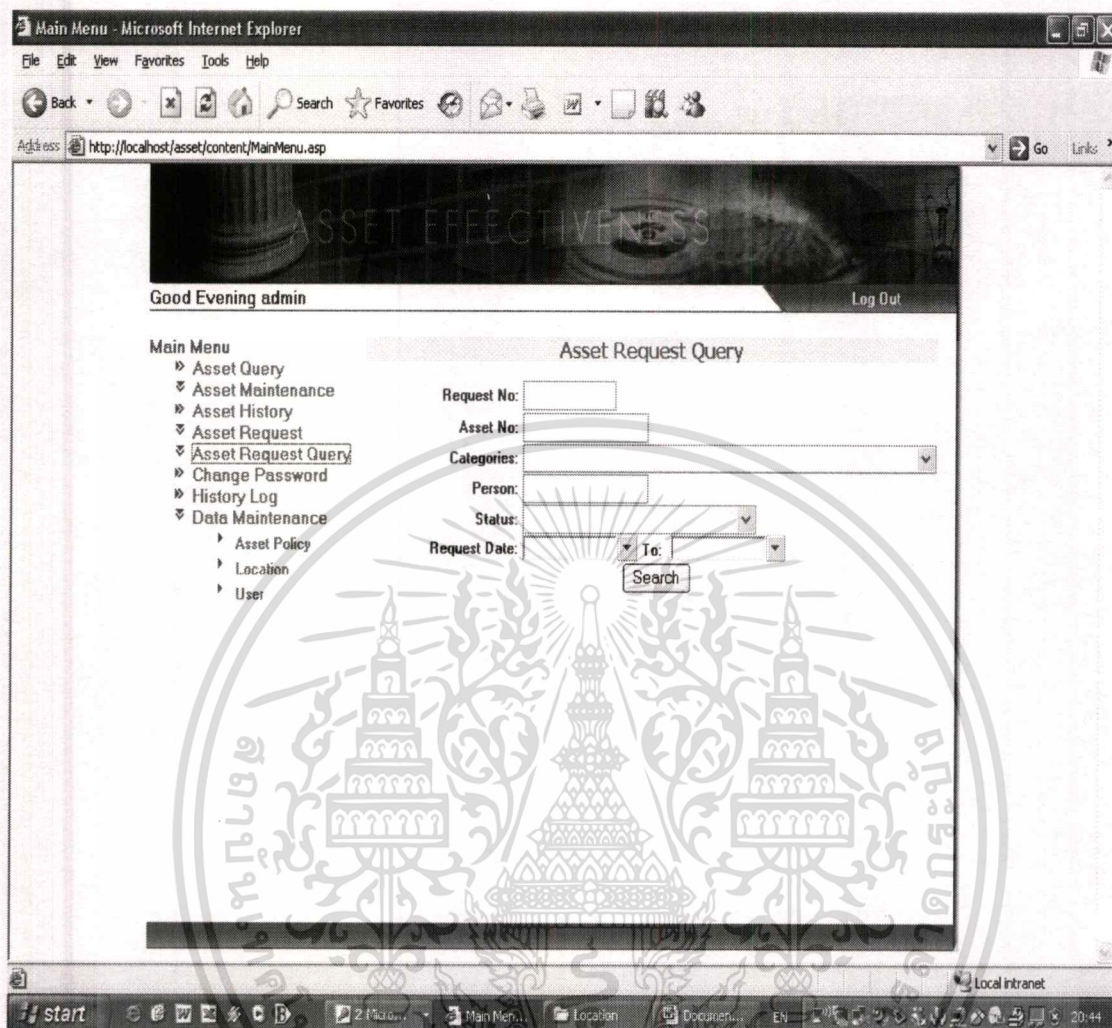 Main Menu - Microsoft Internet Explorer
File Edit View Favorites Tools Help
Back Search Favorites
Address http://localhost/asset/content/MainMenu.asp Go Links
ASSET EFFECTIVENESS
Good Evening admin Log Out
Main Menu
Asset Query
Asset Maintenance
Asset History
Asset Request
Asset Request Query
Change Password
History Log
Data Maintenance
Asset Policy
Location
User
Asset Request Query
Request No:
Asset No:
Categories:
Person:
Status:
Request Date: To:
Search
Local intranet
start 2 Micro... Main Men... Location Documen... EN 20:44